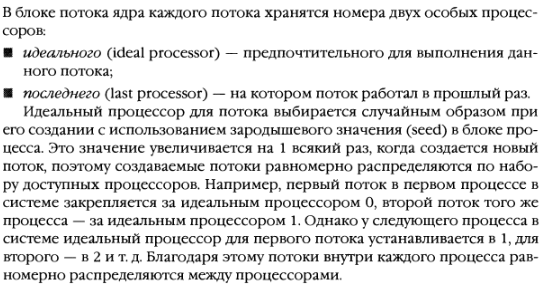 В блоке потока ядра каждого потока хранятся номера двух особых процес-
соров:
■ идеального (ideal processor) — предпочтительного для выполнения дан-
ного потока;
■ последнего (last processor) — на котором поток работал в прошлый раз.
Идеальный процессор для потока выбирается случайным образом при
его создании с использованием зародышевого значения (seed) в блоке про-
цесса. Это значение увеличивается на 1 всякий раз, когда создается новый
поток, поэтому создаваемые потоки равномерно распределяются по набо-
ру доступных процессоров. Например, первый поток в первом процессе в
системе закрепляется за идеальным процессором 0, второй поток того же
процесса — за идеальным процессором 1. Однако у следующего процесса в
системе идеальный процессор для первого потока устанавливается в 1, для
второго — в 2 и т. д. Благодаря этому потоки внутри каждого процесса рав-
номерно распределяются между процессорами.